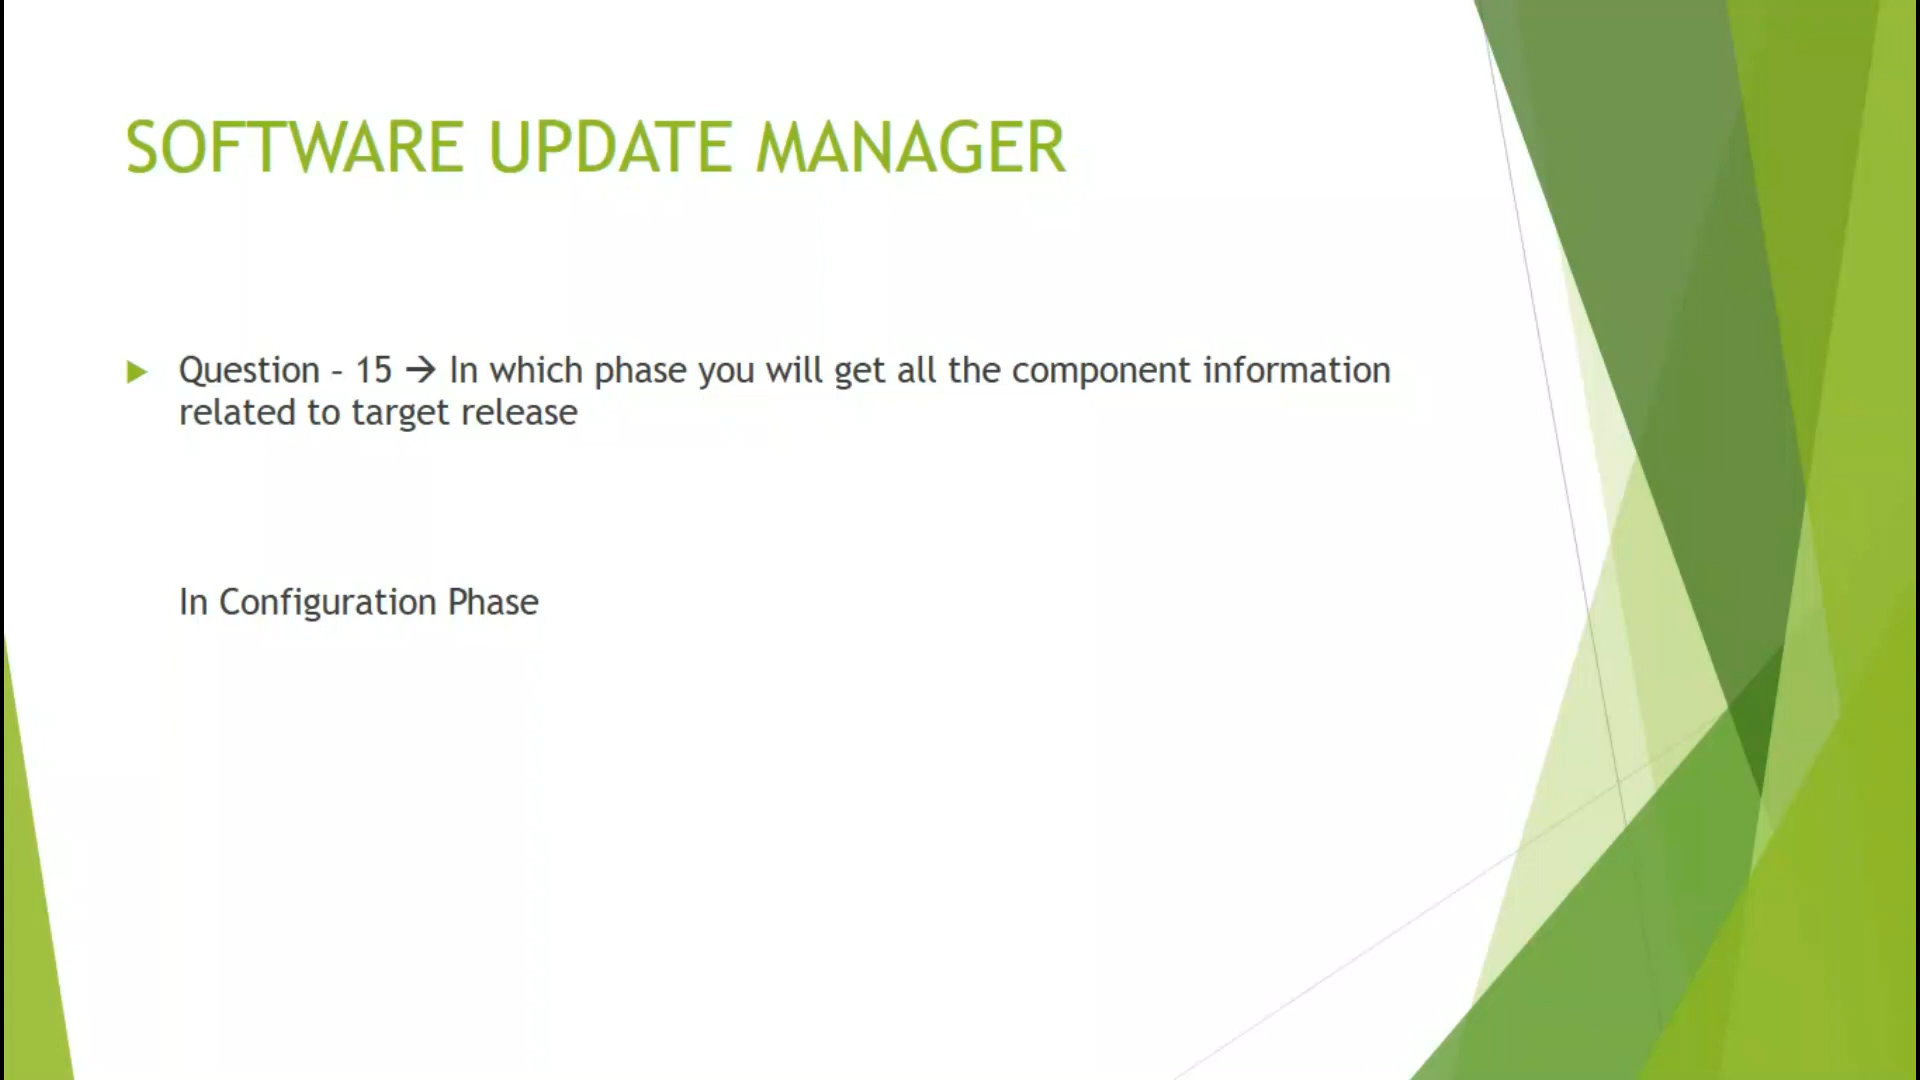 SOFTWARE UPDATE MANAGER
Question – 15 → In which phase you will get all the component information
related to target release
In Configuration Phase